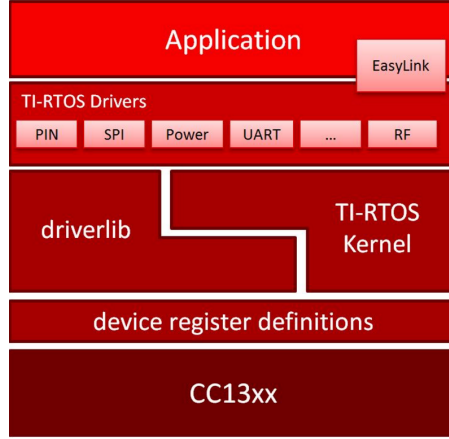 Application
EasyLink
TI-RTOS Drivers
PIN SPI Power UART ... RF
driverlib
TI-RTOS
Kernel
device register definitions
CC13xx